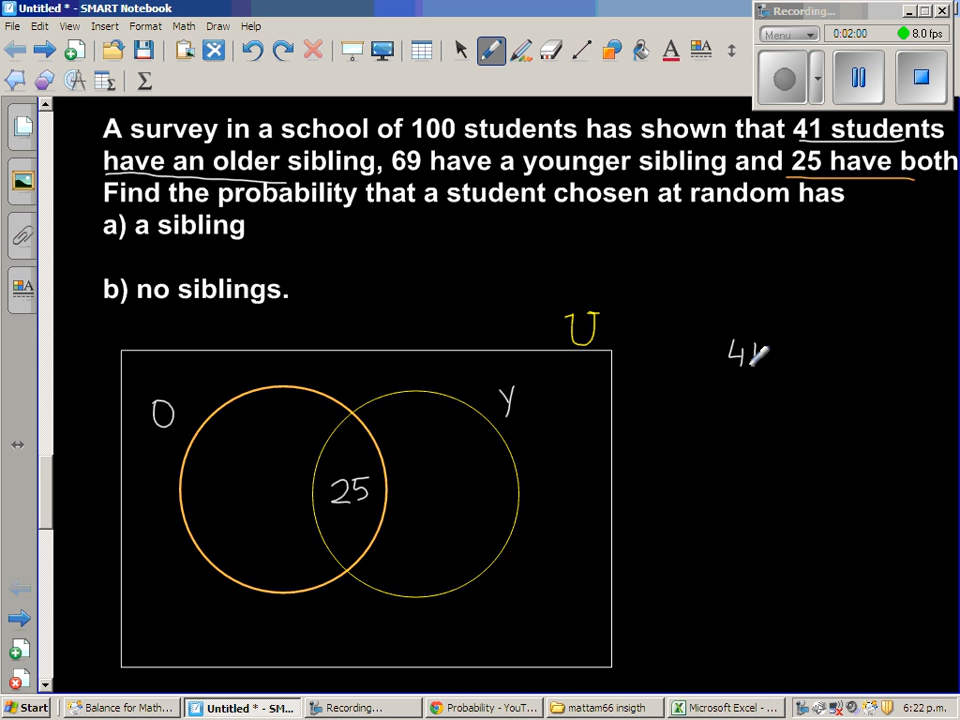 Untitled * - SMART Notebook
Recording...
File Edit View Insert Format Math Draw Help
Menu 0:02:00 8.0 fps
A survey in a school of 100 students has shown that 41 students
have an older sibling, 69 have a younger sibling and 25 have both
Find the probability that a student chosen at random has
a) a sibling
b) no siblings.
U
41
O
Y
25
Start Balance for Math... Untitled * - SM... Recording... Probability - YouT... mattam66 insigth Microsoft Excel - ... 6:22 p.m.